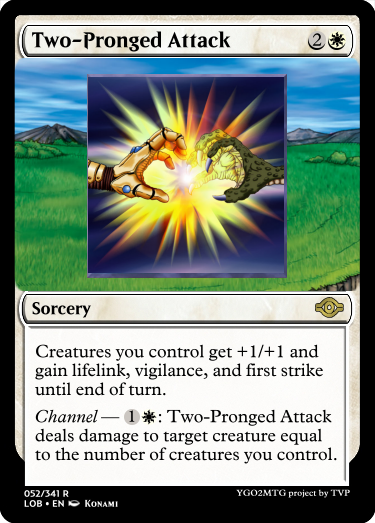 Two-Pronged Attack 2
Sorcery
Creatures you control get +1/+1 and
gain lifelink, vigilance, and first strike
until end of turn.
Channel — 1: Two-Pronged Attack
deals damage to target creature equal
to the number of creatures you control.
052/341 R
LOB • EN Konami
YGO2MTG project by TVP